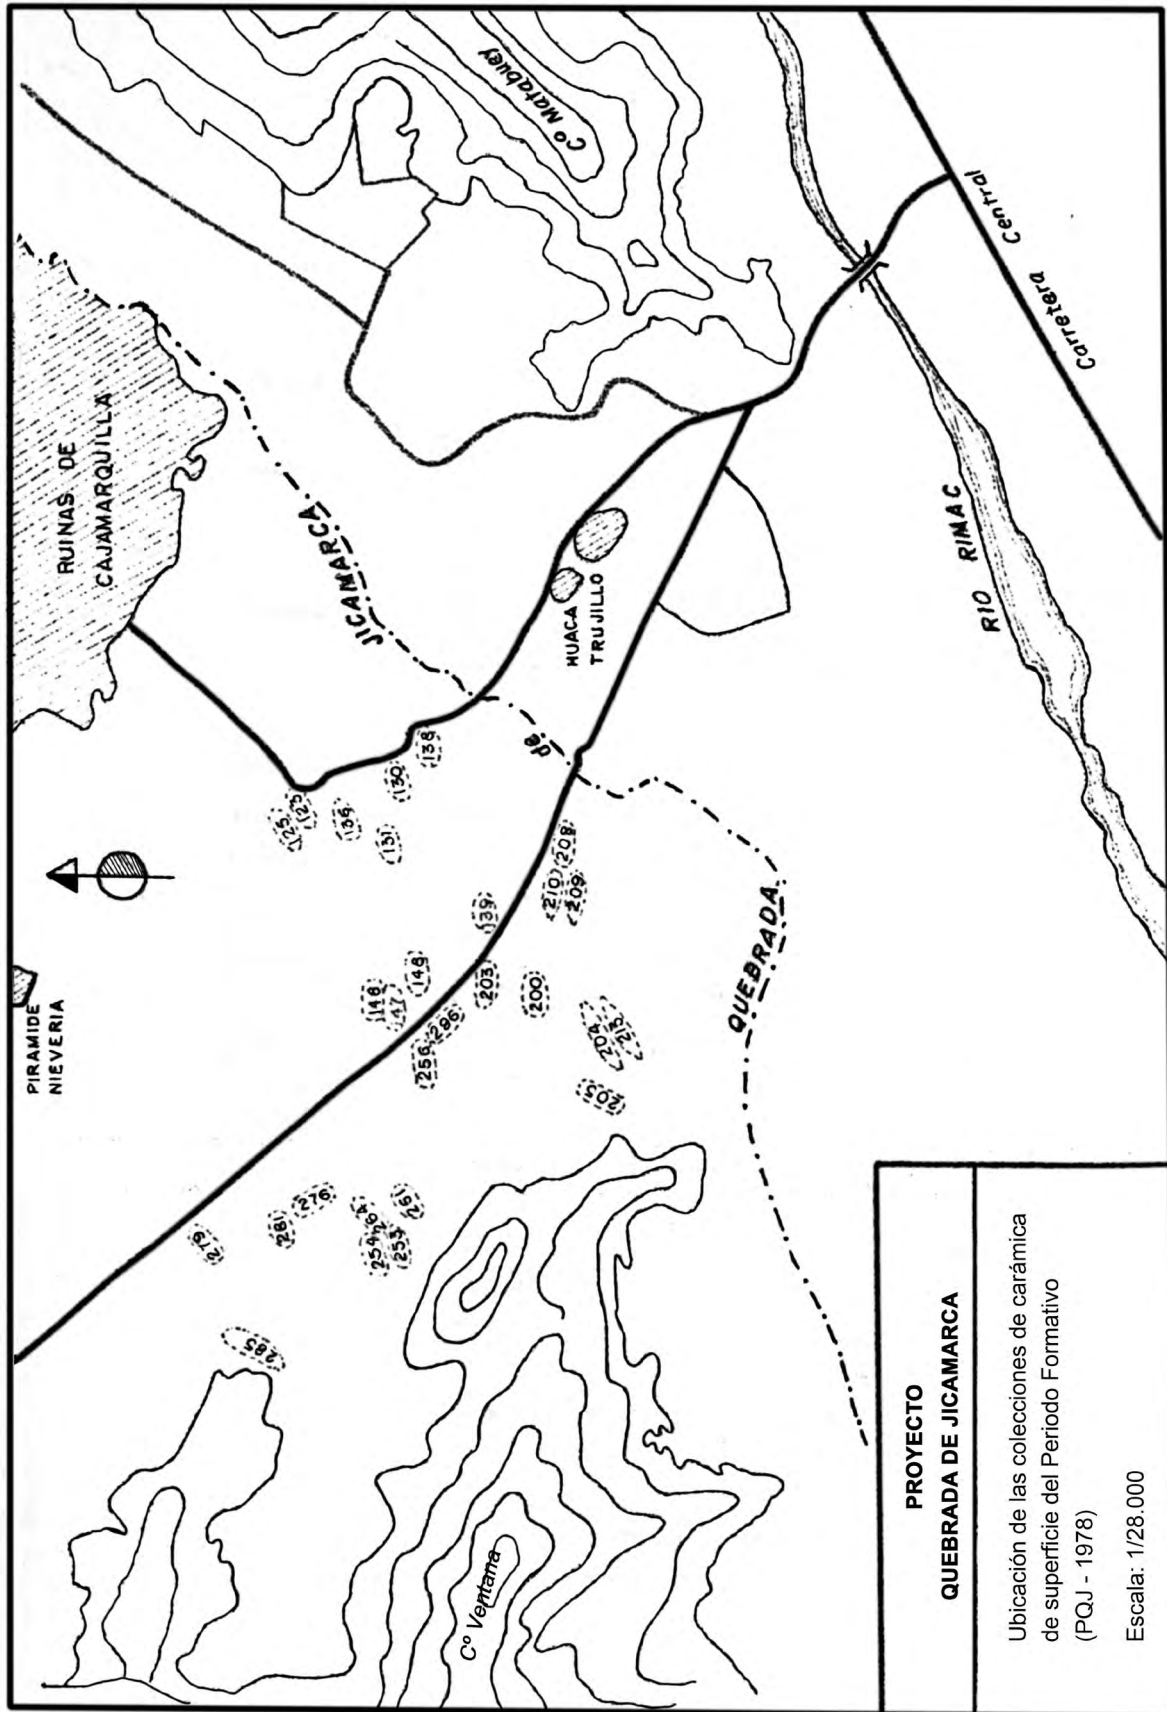 RUINAS DE
CAJAMARQUILLA
PIRAMIDE
NIEVERIA
Cº Matabuey
JICAMARCA
de
QUEBRADA
HUACA
TRUJILLO
RIO RIMAC
Carretera Central
Cº Ventana
125
123
136
131
130
138
139
148
147
148
203
296
256
200
210
208
209
204
213
205
279
281
276
264
254
253
261
285
PROYECTO
QUEBRADA DE JICAMARCA
Ubicación de las colecciones de carámica
de superficie del Periodo Formativo
(PQJ - 1978)
Escala: 1/28.000